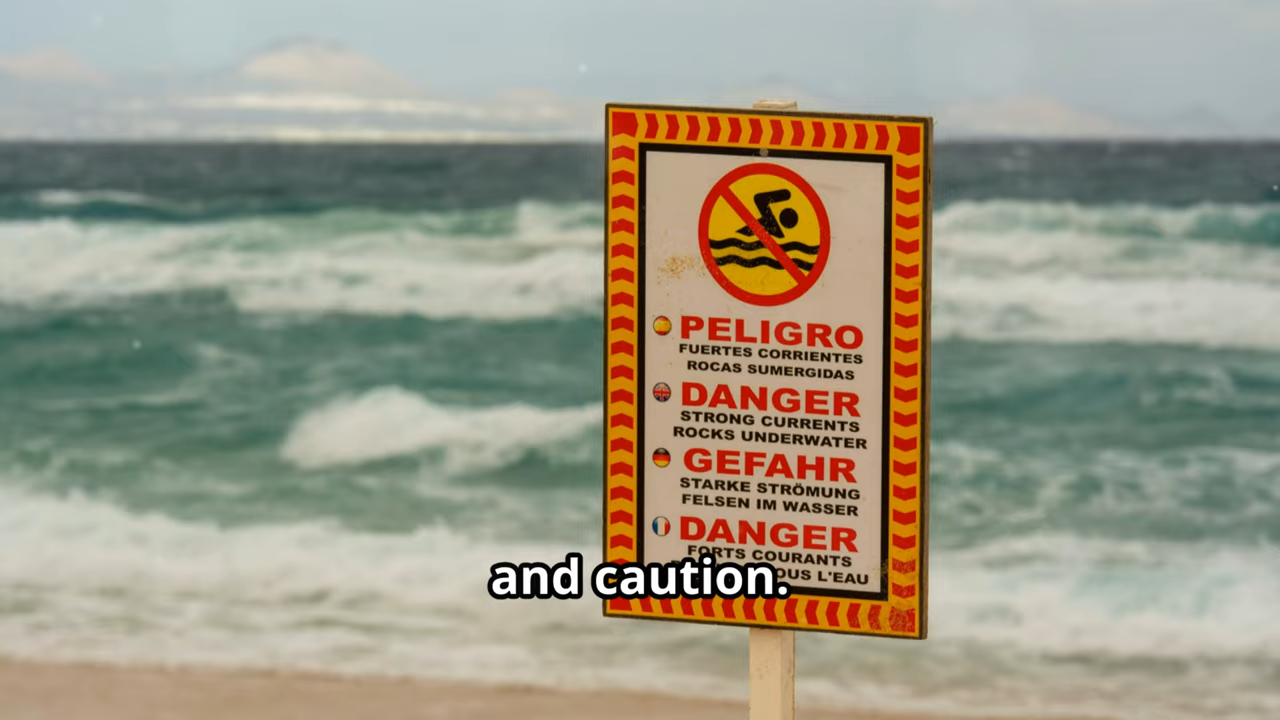 PELIGRO
FUERTES CORRIENTES
ROCAS SUMERGIDAS
DANGER
STRONG CURRENTS
ROCKS UNDERWATER
GEFAHR
STARKE STRÖMUNG
FELSEN IM WASSER
DANGER
FORTS COURANTS
L'EAU
and caution.